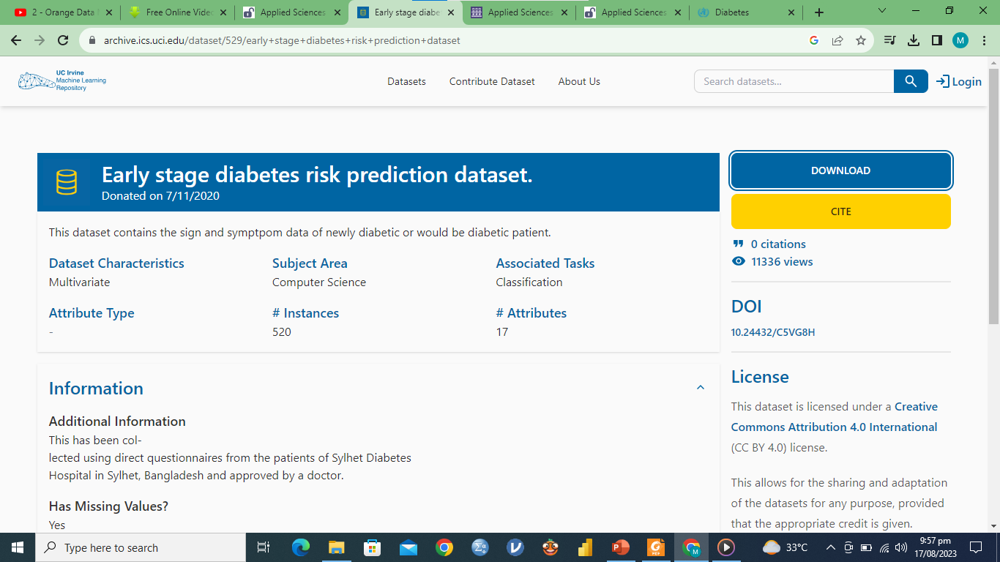 2 - Orange Data
Free Online Video
Applied Sciences
Early stage diabe
Applied Sciences
Applied Sciences
Diabetes
archive.ics.uci.edu/dataset/529/early+stage+diabetes+risk+prediction+dataset
M
UC Irvine
Machine Learning
Repository
Datasets
Contribute Dataset
About Us
Search datasets...
Login
Early stage diabetes risk prediction dataset.
Donated on 7/11/2020
This dataset contains the sign and symptpom data of newly diabetic or would be diabetic patient.
Dataset Characteristics
Multivariate
Subject Area
Computer Science
Associated Tasks
Classification
Attribute Type
-
# Instances
520
# Attributes
17
Information
Additional Information
This has been col-
lected using direct questionnaires from the patients of Sylhet Diabetes
Hospital in Sylhet, Bangladesh and approved by a doctor.
Has Missing Values?
Yes
DOWNLOAD
CITE
0 citations
11336 views
DOI
10.24432/C5VG8H
License
This dataset is licensed under a Creative
Commons Attribution 4.0 International
(CC BY 4.0) license.
This allows for the sharing and adaptation
of the datasets for any purpose, provided
that the appropriate credit is given.
Type here to search
33°C
9:57 pm
17/08/2023